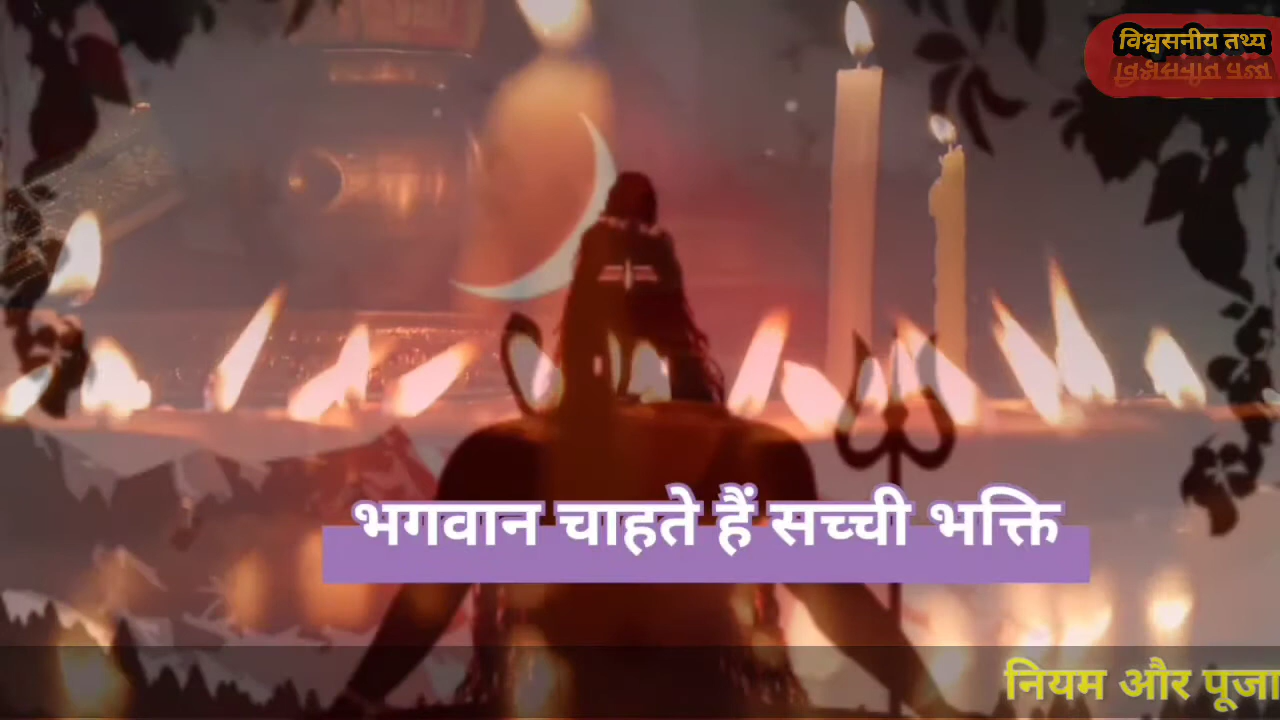 विश्वसनीय तथ्य
भगवान चाहते हैं सच्ची भक्ति
नियम और पूजा